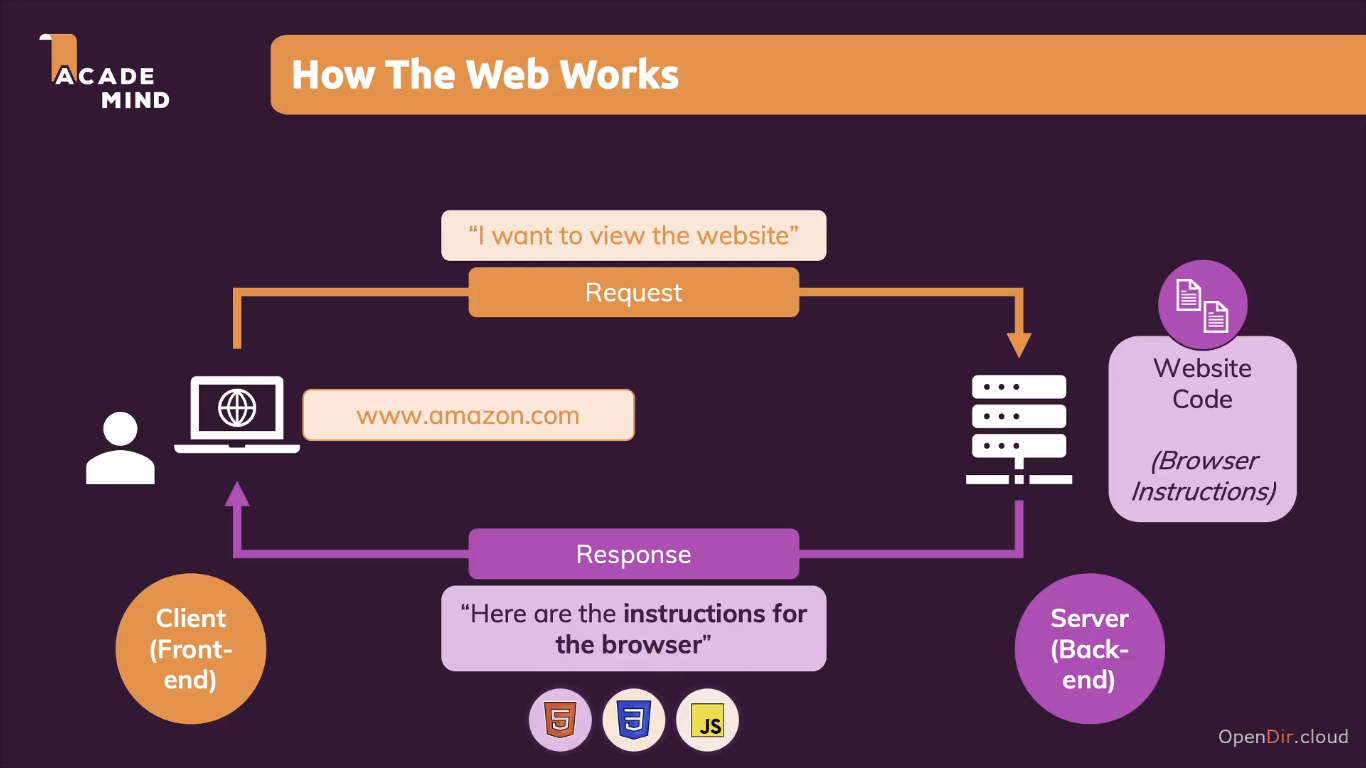 ACADE
MIND
How The Web Works
“I want to view the website”
Request
www.amazon.com
Website
Code
(Browser
Instructions)
Response
“Here are the instructions for
the browser”
Client
(Front-
end)
Server
(Back-
end)
5
3
JS
OpenDir.cloud